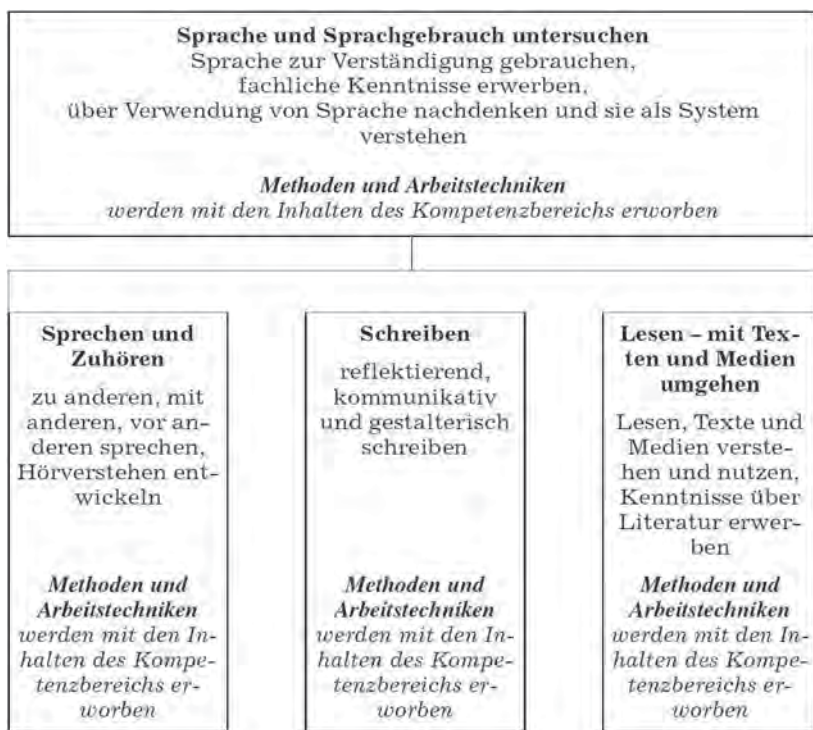 Sprache und Sprachgebrauch untersuchen
Sprache zur Verständigung gebrauchen,
fachliche Kenntnisse erwerben,
über Verwendung von Sprache nachdenken und sie als System
verstehen
Methoden und Arbeitstechniken
werden mit den Inhalten des Kompetenzbereichs erworben
Sprechen und
Zuhören
zu anderen, mit
anderen, vor an-
deren sprechen,
Hörverstehen ent-
wickeln
Methoden und
Arbeitstechniken
werden mit den In-
halten des Kompe-
tenzbereichs er-
worben
Schreiben
reflektierend,
kommunikativ
und gestalterisch
schreiben
Methoden und
Arbeitstechniken
werden mit den In-
halten des Kompe-
tenzbereichs er-
worben
Lesen – mit Tex-
ten und Medien
umgehen
Lesen, Texte und
Medien verste-
hen und nutzen,
Kenntnisse über
Literatur erwer-
ben
Methoden und
Arbeitstechniken
werden mit den In-
halten des Kompe-
tenzbereichs er-
worben